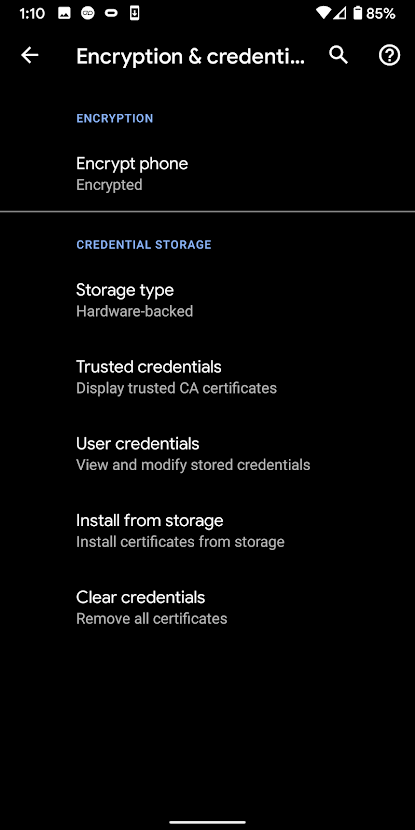 1:10 85%
Encryption & credenti...
ENCRYPTION
Encrypt phone
Encrypted
CREDENTIAL STORAGE
Storage type
Hardware-backed
Trusted credentials
Display trusted CA certificates
User credentials
View and modify stored credentials
Install from storage
Install certificates from storage
Clear credentials
Remove all certificates